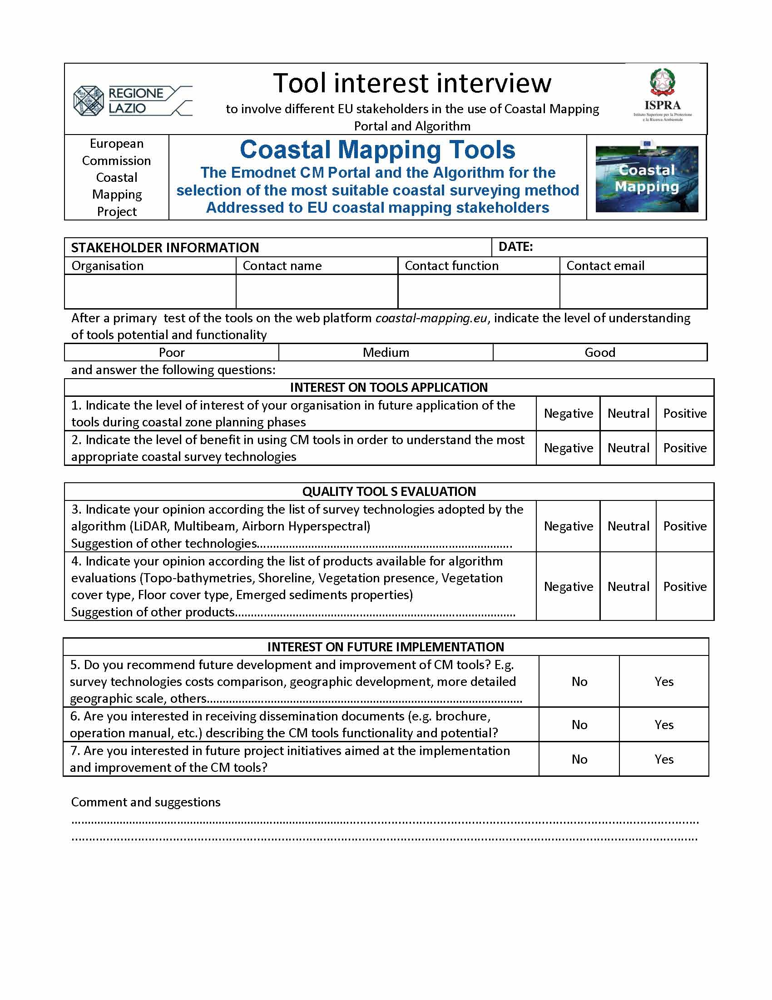 REGIONE
LAZIO
Tool interest interview
to involve different EU stakeholders in the use of Coastal Mapping
Portal and Algorithm
ISPRA
Istituto Superiore per la Protezione
e la Ricerca Ambientale
European
Commission
Coastal
Mapping
Project
Coastal Mapping Tools
The Emodnet CM Portal and the Algorithm for the
selection of the most suitable coastal surveying method
Addressed to EU coastal mapping stakeholders
Coastal
Mapping
STAKEHOLDER INFORMATION
DATE:
Organisation
Contact name
Contact function
Contact email
After a primary  test of the tools on the web platform coastal-mapping.eu, indicate the level of understanding
of tools potential and functionality
Poor
Medium
Good
and answer the following questions:
INTEREST ON TOOLS APPLICATION
1. Indicate the level of interest of your organisation in future application of the
tools during coastal zone planning phases
Negative
Neutral
Positive
2. Indicate the level of benefit in using CM tools in order to understand the most
appropriate coastal survey technologies
Negative
Neutral
Positive
QUALITY TOOL S EVALUATION
3. Indicate your opinion according the list of survey technologies adopted by the
algorithm (LiDAR, Multibeam, Airborn Hyperspectral)
Suggestion of other technologies................................................................................
Negative
Neutral
Positive
4. Indicate your opinion according the list of products available for algorithm
evaluations (Topo-bathymetries, Shoreline, Vegetation presence, Vegetation
cover type, Floor cover type, Emerged sediments properties)
Suggestion of other products........................................................................................
Negative
Neutral
Positive
INTEREST ON FUTURE IMPLEMENTATION
5. Do you recommend future development and improvement of CM tools? E.g.
survey technologies costs comparison, geographic development, more detailed
geographic scale, others...................................................................................................
No
Yes
6. Are you interested in receiving dissemination documents (e.g. brochure,
operation manual, etc.) describing the CM tools functionality and potential?
No
Yes
7. Are you interested in future project initiatives aimed at the implementation
and improvement of the CM tools?
No
Yes
Comment and suggestions
....................................................................................................................................................................................
....................................................................................................................................................................................